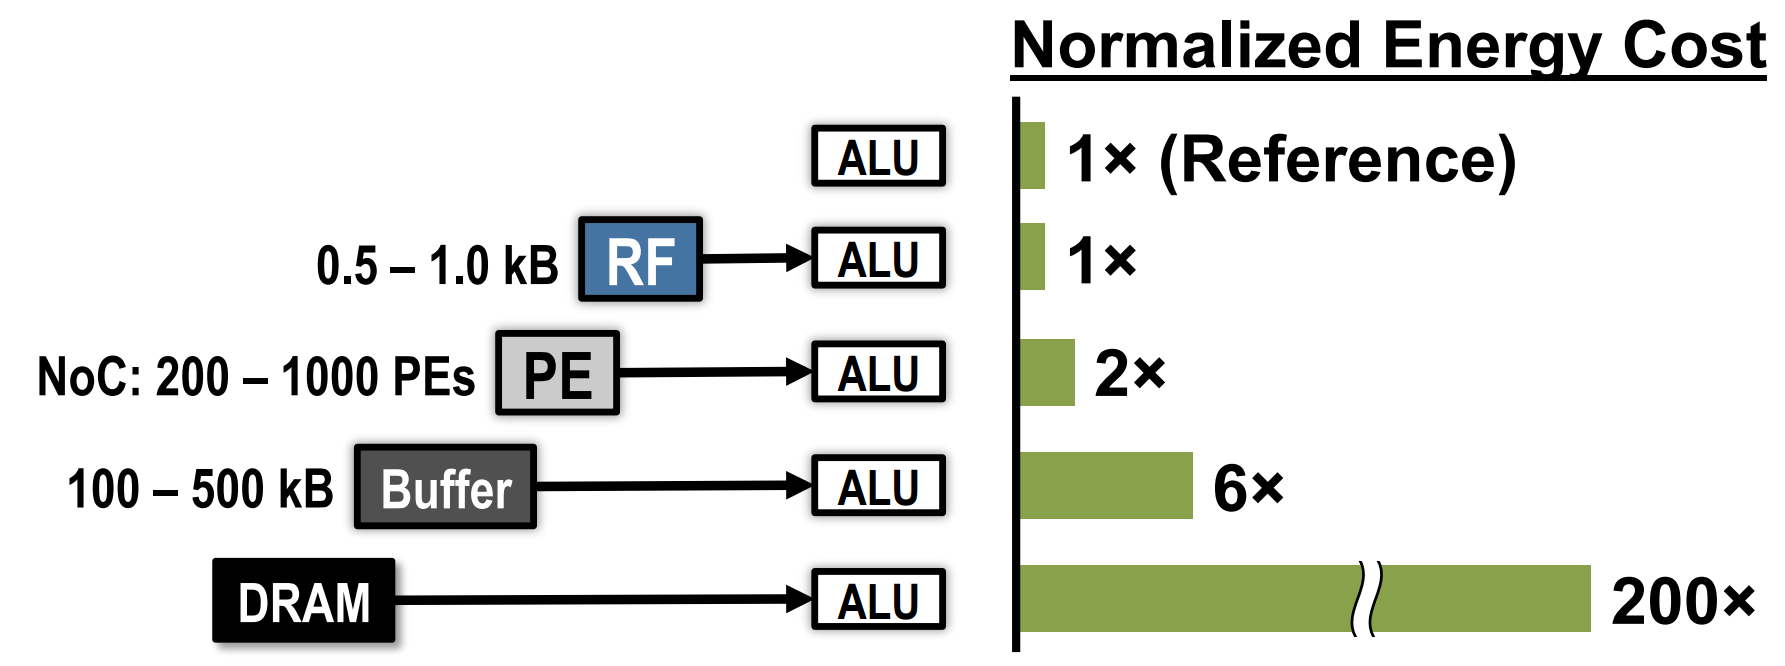 Normalized Energy Cost
ALU 1× (Reference)
0.5 – 1.0 kB RF ALU 1×
NoC: 200 – 1000 PEs PE ALU 2×
100 – 500 kB Buffer ALU 6×
DRAM ALU 200×